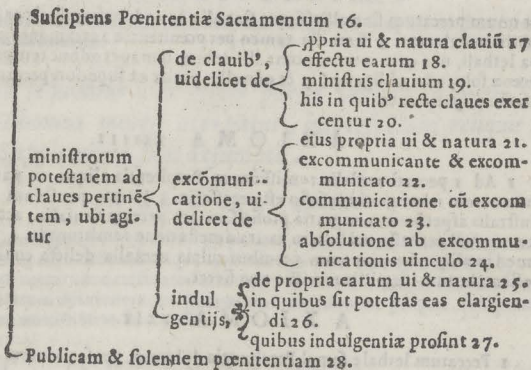 Suſcipiens Pœnitentiæ Sacramentum 16.
ꝓpria ui & natura clauiũ 17
de clauibꝰ,
effectu earum 18.
uidelicet de
miniſtris clauium 19.
his in quibꝰ recte claues exer
centur 20.
eius propria ui & natura 21.
miniſtrorum
excommunicante & excom-
poteſtatem ad
excõmuni-
municato 22.
claues pertinẽ
catione, ui-
communicatione cũ excom
tem, ubi agi-
delicet de
municato 23.
tur
abſolutione ab excommu-
nicationis uinculo 24.
de propria earum ui & natura 25.
indul
in quibus ſit poteſtas eas elargien-
gentijs,
di 26.
quibus indulgentiæ proſint 27.
Publicam & ſolennem pœnitentiam 28.